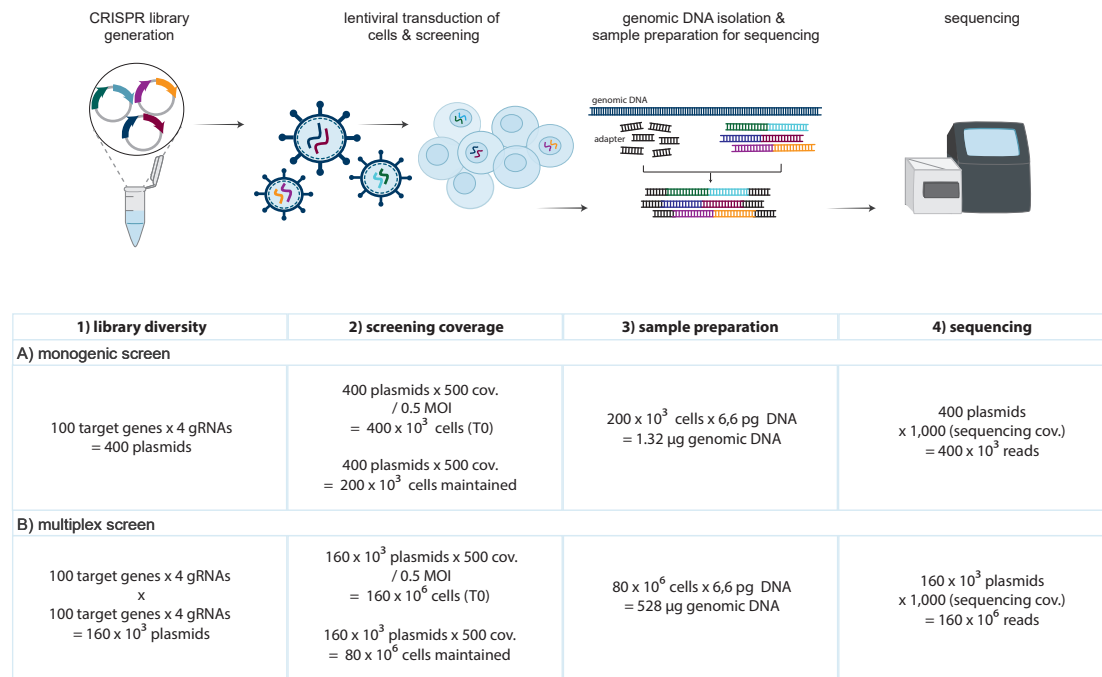 CRISPR library
generation
lentiviral transduction of
cells & screening
genomic DNA isolation &
sample preparation for sequencing
sequencing
genomic DNA
adapter
1) library diversity
2) screening coverage
3) sample preparation
4) sequencing
A) monogenic screen
100 target genes x 4 gRNAs
= 400 plasmids
400 plasmids x 500 cov.
/ 0.5 MOI
= 400 x 10³ cells (T0)
400 plasmids x 500 cov.
= 200 x 10³ cells maintained
200 x 10³ cells x 6,6 pg DNA
= 1.32 µg genomic DNA
400 plasmids
x 1,000 (sequencing cov.)
= 400 x 10³ reads
B) multiplex screen
100 target genes x 4 gRNAs
x
100 target genes x 4 gRNAs
= 160 x 10³ plasmids
160 x 10³ plasmids x 500 cov.
/ 0.5 MOI
= 160 x 10⁶ cells (T0)
160 x 10³ plasmids x 500 cov.
= 80 x 10⁶ cells maintained
80 x 10⁶ cells x 6,6 pg DNA
= 528 µg genomic DNA
160 x 10³ plasmids
x 1,000 (sequencing cov.)
= 160 x 10⁶ reads